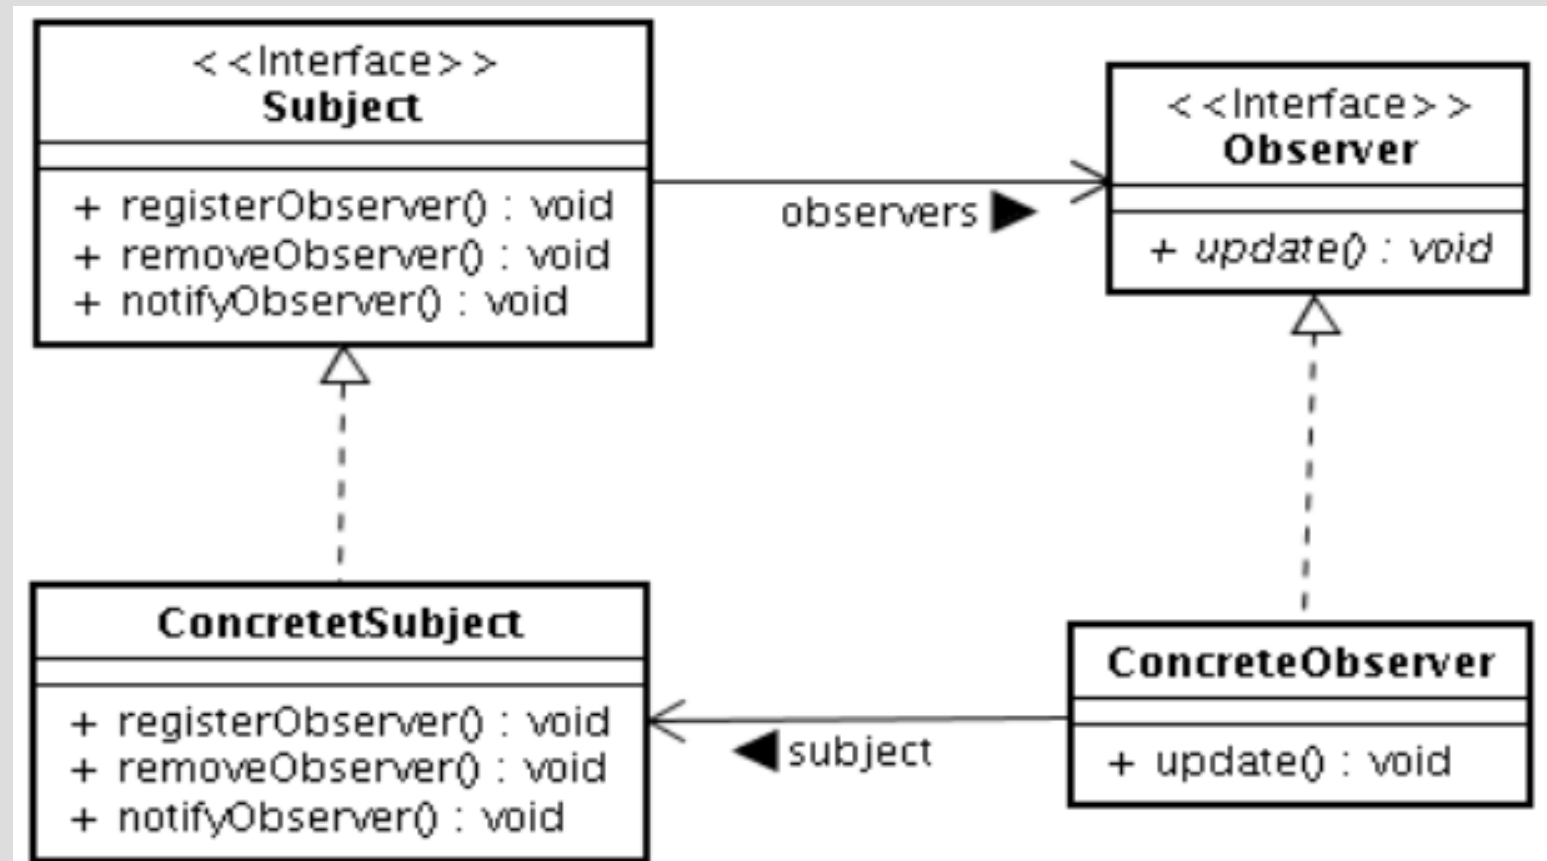 <<Interface>>
Subject
+ registerObserver() : void
+ removeObserver() : void
+ notifyObserver() : void
observers
<<Interface>>
Observer
+ update() : void
ConcretetSubject
+ registerObserver() : void
+ removeObserver() : void
+ notifyObserver() : void
subject
ConcreteObserver
+ update() : void